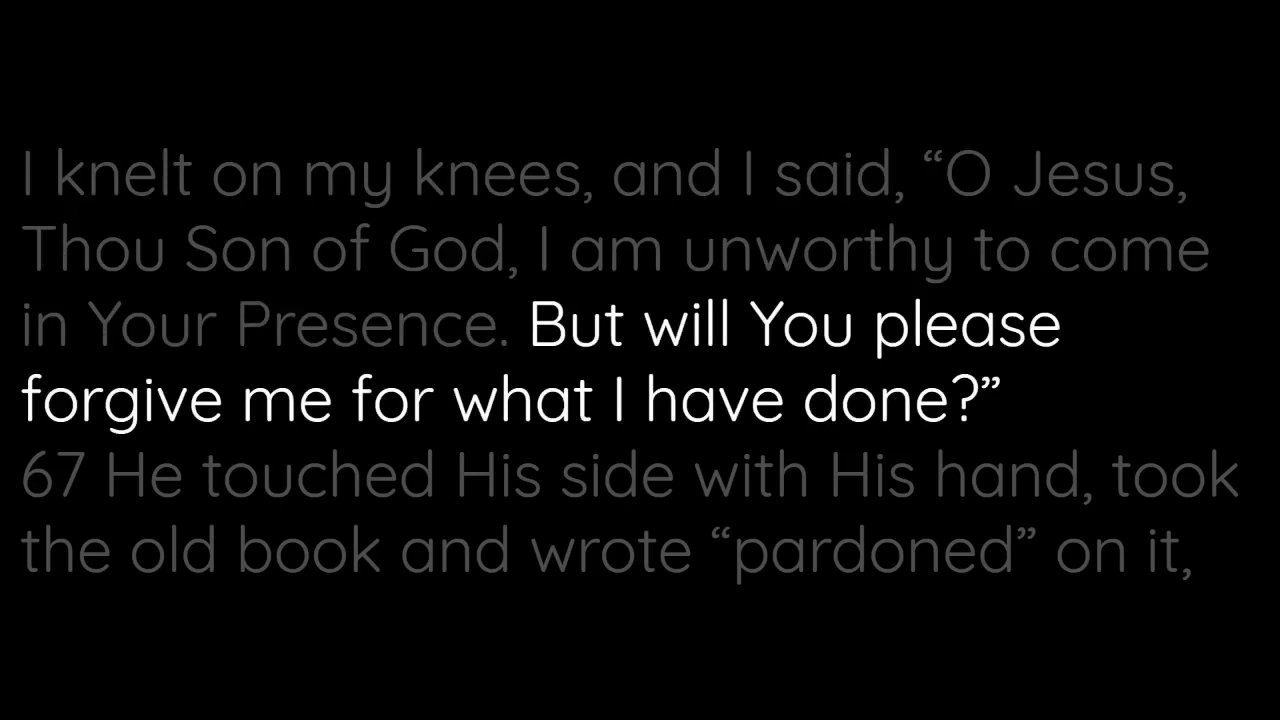 I knelt on my knees, and I said, “O Jesus,
Thou Son of God, I am unworthy to come
in Your Presence. But will You please
forgive me for what I have done?”
67 He touched His side with His hand, took
the old book and wrote “pardoned” on it,